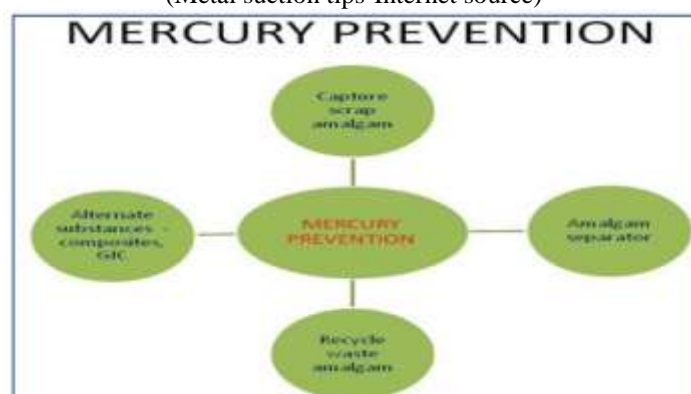 (Metal suction tips-Internet source)
MERCURY PREVENTION
Capture
scrap
amalgam
Alternate
substances -
composites,
GIC
MERCURY
PREVENTION
Amalgam
separator
Recycle
waste
amalgam